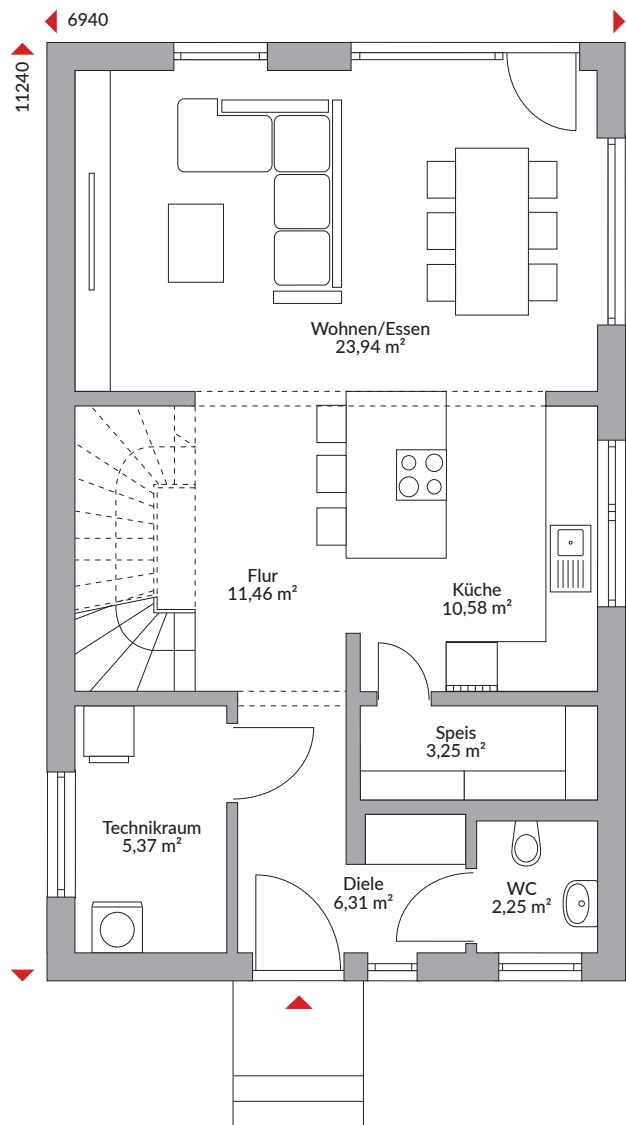 6940
11240
Wohnen/Essen
23,94 m²
Flur
11,46 m²
Küche
10,58 m²
Speis
3,25 m²
Technikraum
5,37 m²
Diele
6,31 m²
WC
2,25 m²